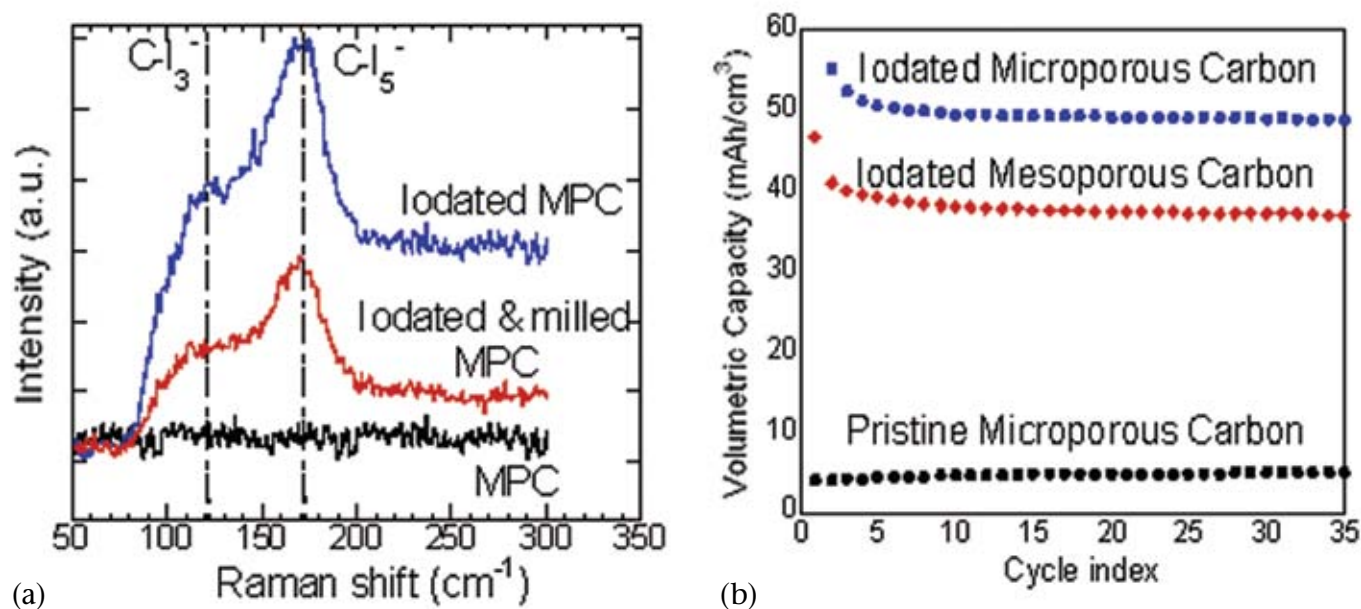 C-I3-
C-I5-
Iodated MPC
Iodated & milled
MPC
MPC
Intensity (a.u.)
50 100 150 200 250 300 350
Raman shift (cm-1)
(a)
60
50
40
30
20
10
0
Volumetric Capacity (mAh/cm3)
Iodated Microporous Carbon
Iodated Mesoporous Carbon
Pristine Microporous Carbon
0 5 10 15 20 25 30 35
Cycle index
(b)